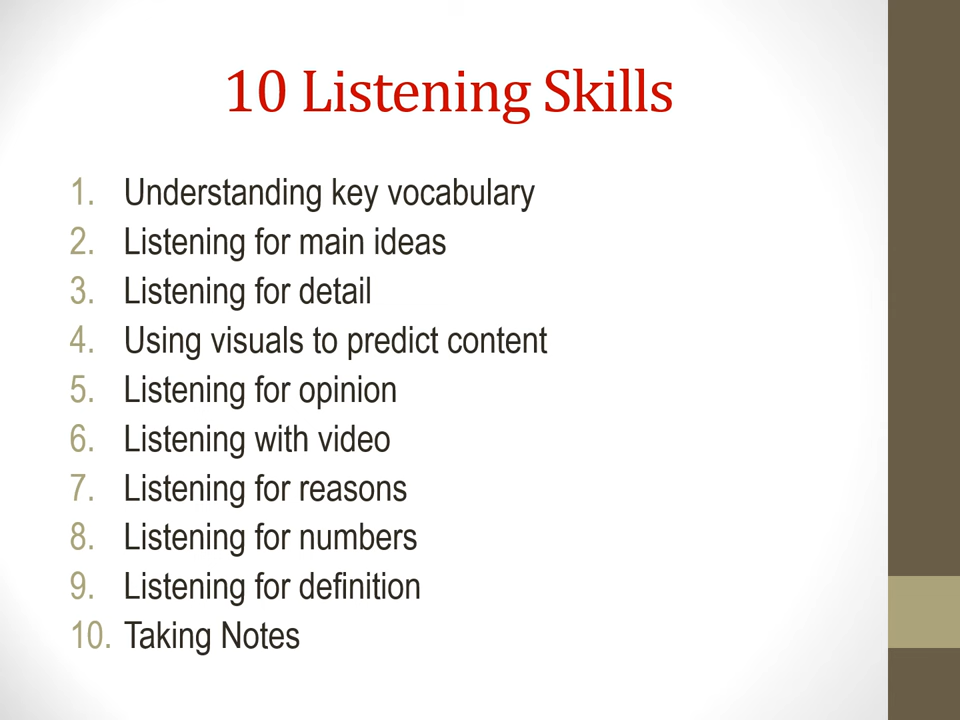 10 Listening Skills
1. Understanding key vocabulary
2. Listening for main ideas
3. Listening for detail
4. Using visuals to predict content
5. Listening for opinion
6. Listening with video
7. Listening for reasons
8. Listening for numbers
9. Listening for definition
10. Taking Notes